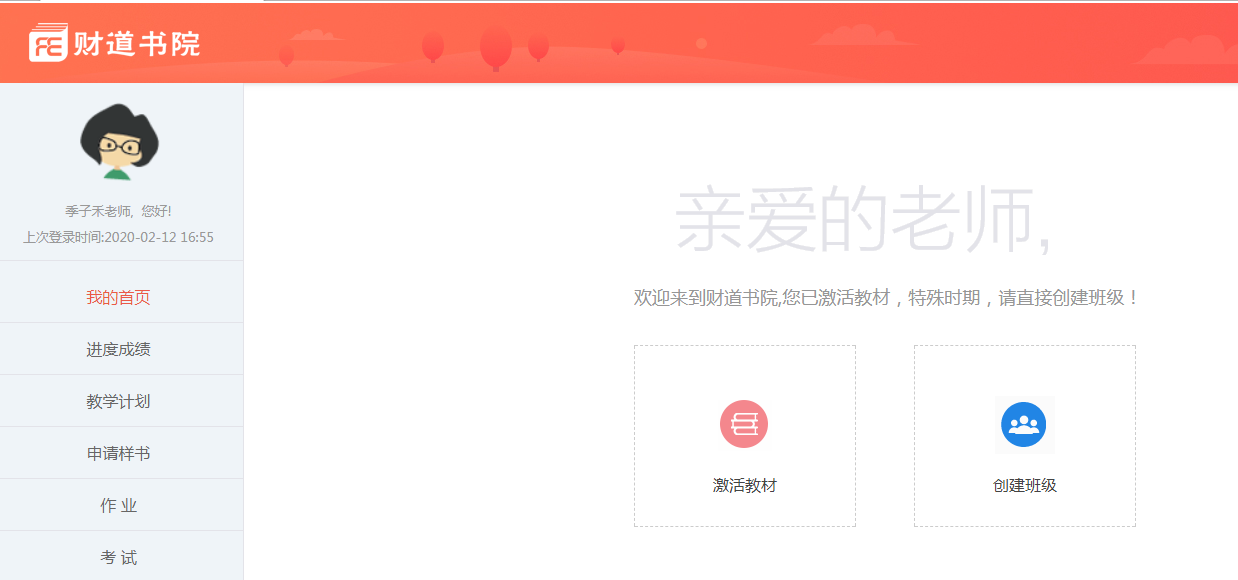 FE 财道书院
季子禾老师, 您好!
上次登录时间:2020-02-12 16:55
我的首页
进度成绩
教学计划
申请样书
作 业
考 试
亲爱的老师,
欢迎来到财道书院,您已激活教材，特殊时期，请直接创建班级！
激活教材
创建班级